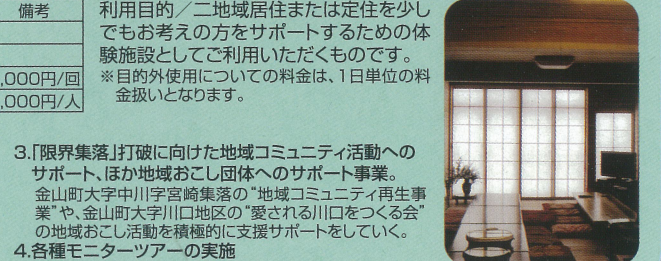 備考
,000円/回
,000円/人
利用目的／二地域居住または定住を少し
でもお考えの方をサポートするための体
験施設としてご利用いただくものです。
※目的外使用についての料金は、1日単位の料
金扱いとなります。
3.「限界集落」打破に向けた地域コミュニティ活動への
サポート、ほか地域おこし団体へのサポート事業。
金山町大字中川字宮崎集落の“地域コミュニティ再生事
業”や、金山町大字川口地区の“愛される川口をつくる会”
の地域おこし活動を積極的に支援サポートをしていく。
4.各種モニターツアーの実施